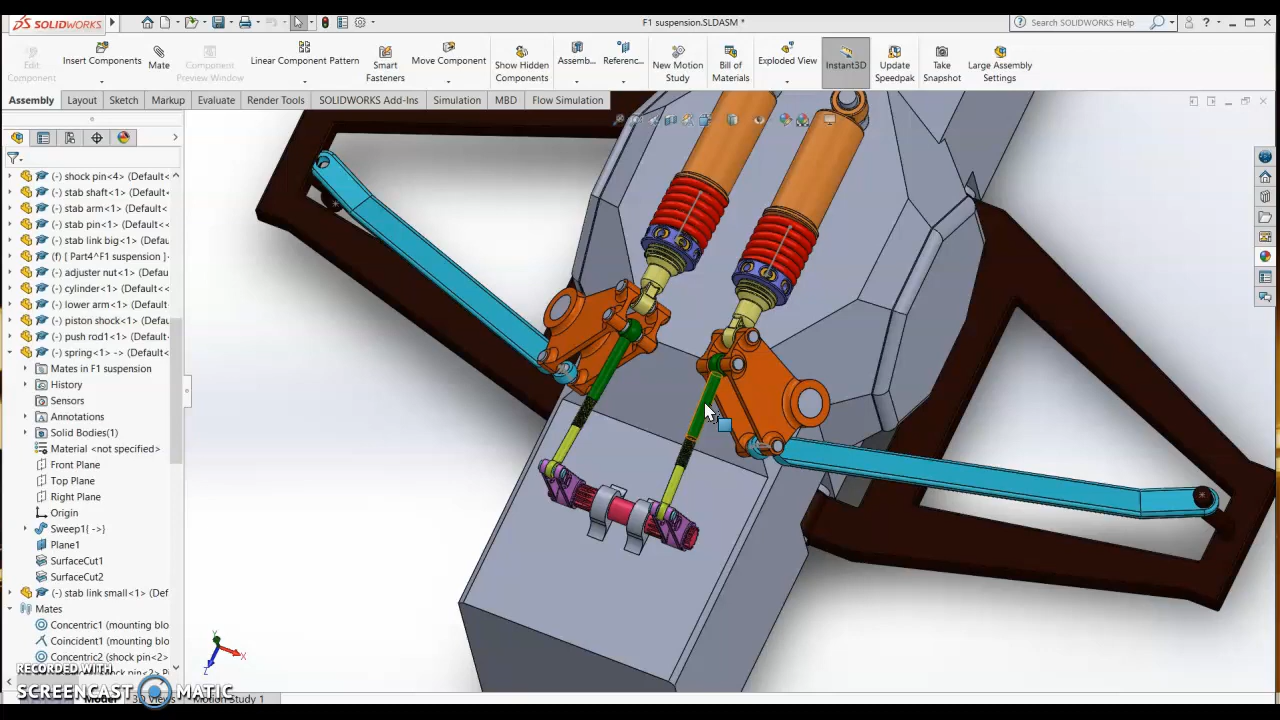 SOLIDWORKS
F1 suspension.SLDASM *
Search SOLIDWORKS Help
Edit Component
Insert Components
Mate
Component Preview Window
Linear Component Pattern
Smart Fasteners
Move Component
Show Hidden Components
Assemb...
Referenc...
New Motion Study
Bill of Materials
Exploded View
Instant3D
Update Speedpak
Take Snapshot
Large Assembly Settings
Assembly
Layout
Sketch
Markup
Evaluate
Render Tools
SOLIDWORKS Add-Ins
Simulation
MBD
Flow Simulation
(-) shock pin<4> (Default<
(-) stab shaft<1> (Default<
(-) stab arm<1> (Default<
(-) stab pin<1> (Default<<
(-) stab link big<1> (Defau
(f) [ Part4^F1 suspension ]
(-) adjuster nut<1> (Defau
(-) cylinder<1> (Default<<
(-) lower arm<1> (Default
(-) piston shock<1> (Defau
(-) push rod1<1> (Default
(-) spring<1> -> (Default<
Mates in F1 suspension
History
Sensors
Annotations
Solid Bodies(1)
Material <not specified>
Front Plane
Top Plane
Right Plane
Origin
Sweep1{ ->}
Plane1
SurfaceCut1
SurfaceCut2
(-) stab link small<1> (Def
Mates
Concentric1 (mounting blo
Coincident1 (mounting blo
Concentric2 (shock pin<2>
RECORDED WITH
SCREENCAST MATIC
Model
3D Views
Motion Study 1
Y
X
Z